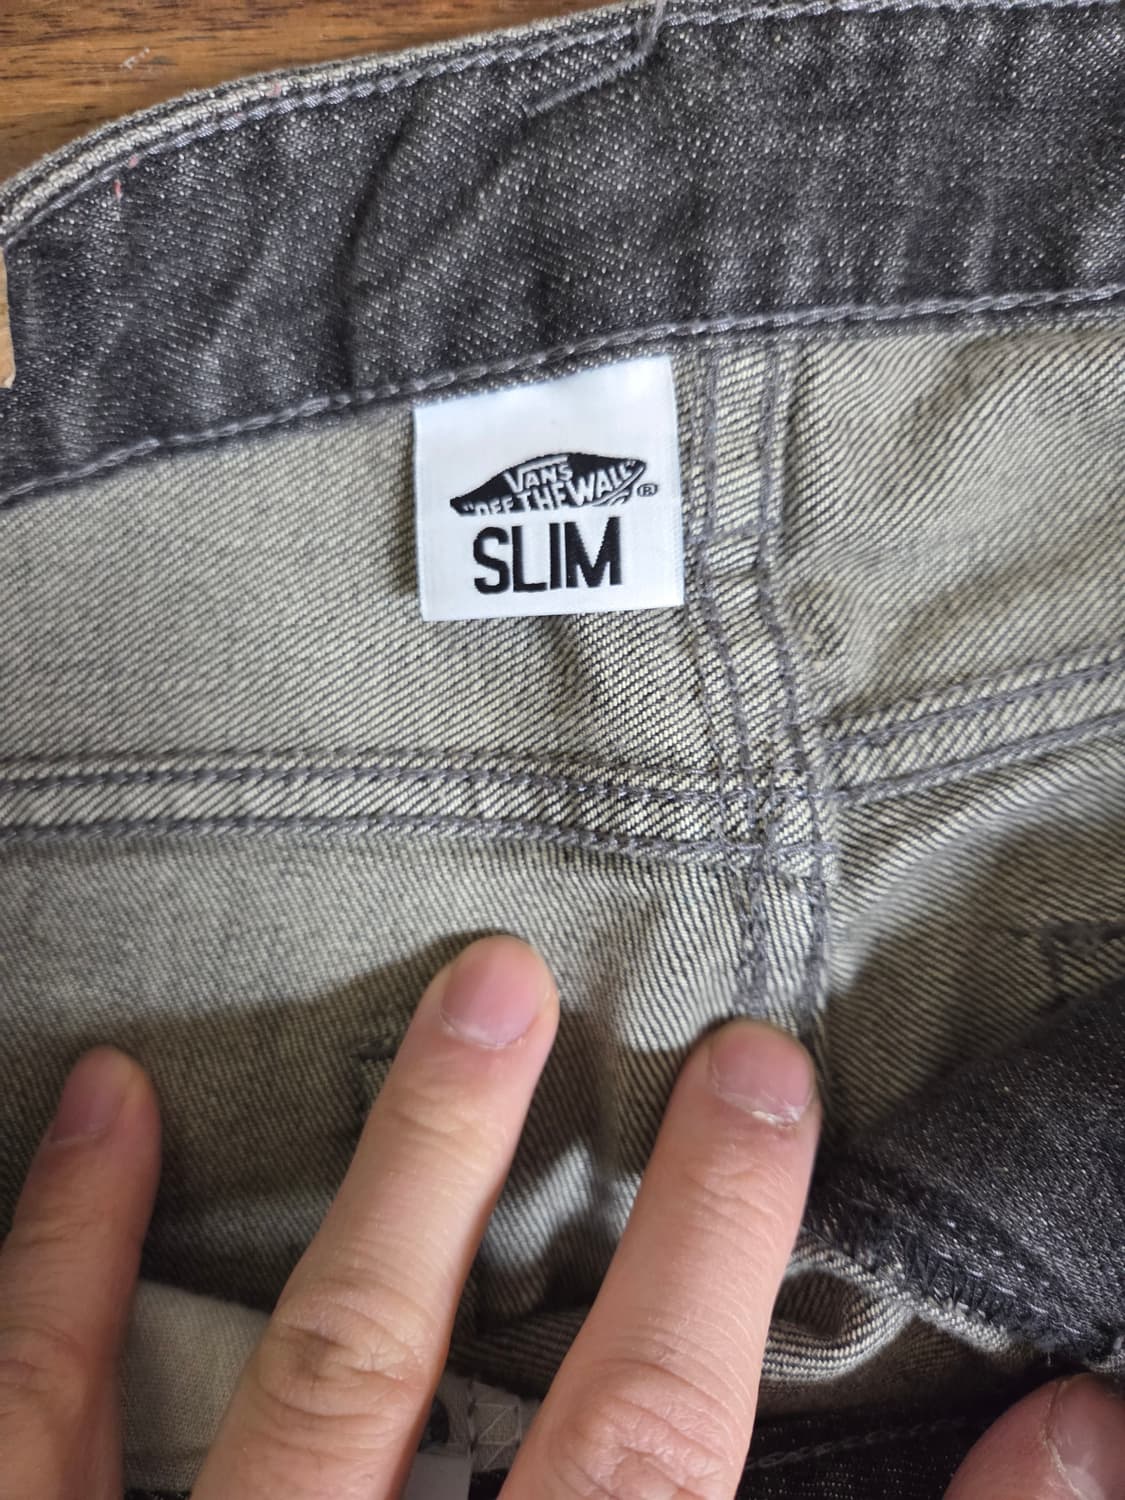 VANS
"OFF THE WALL" ®
SLIM